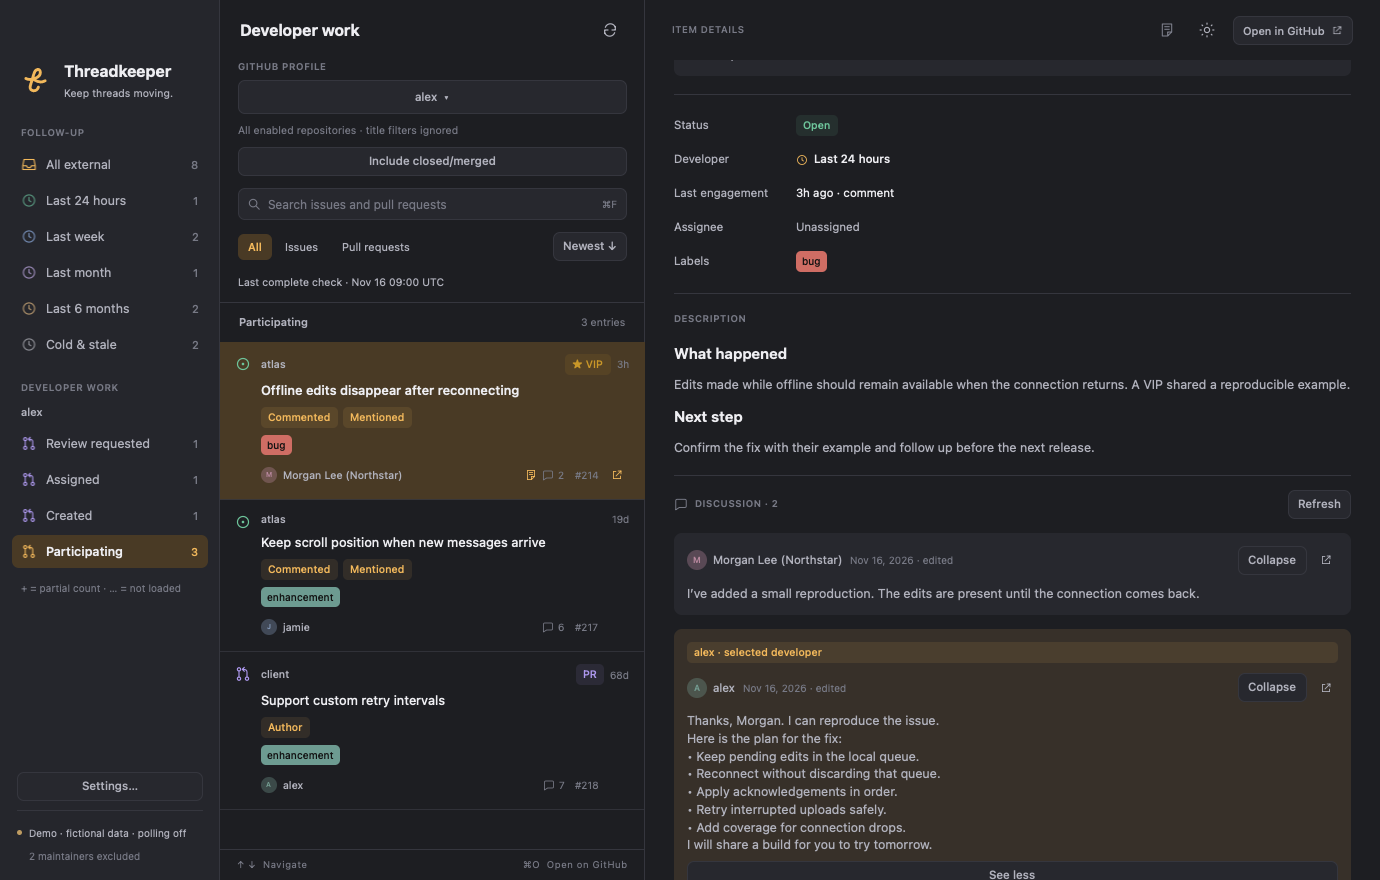 Threadkeeper
Keep threads moving.
FOLLOW-UP
All external 8
Last 24 hours 1
Last week 2
Last month 1
Last 6 months 2
Cold & stale 2
DEVELOPER WORK
alex
Review requested 1
Assigned 1
Created 1
Participating 3
+ = partial count · … = not loaded
Settings…
Demo · fictional data · polling off
2 maintainers excluded
Developer work
GITHUB PROFILE
alex ▾
All enabled repositories · title filters ignored
Include closed/merged
Search issues and pull requests ⌘F
All Issues Pull requests Newest ↓
Last complete check · Nov 16 09:00 UTC
Participating 3 entries
atlas ★ VIP 3h
Offline edits disappear after reconnecting
Commented Mentioned
bug
M Morgan Lee (Northstar) 2 #214
atlas 19d
Keep scroll position when new messages arrive
Commented Mentioned
enhancement
J jamie 6 #217
client PR 68d
Support custom retry intervals
Author
enhancement
A alex 7 #218
↑ ↓ Navigate ⌘O Open on GitHub
ITEM DETAILS Open in GitHub
Status Open
Developer Last 24 hours
Last engagement 3h ago · comment
Assignee Unassigned
Labels bug
DESCRIPTION
What happened
Edits made while offline should remain available when the connection returns. A VIP shared a reproducible example.
Next step
Confirm the fix with their example and follow up before the next release.
DISCUSSION · 2 Refresh
M Morgan Lee (Northstar) Nov 16, 2026 · edited Collapse
I've added a small reproduction. The edits are present until the connection comes back.
alex · selected developer
A alex Nov 16, 2026 · edited Collapse
Thanks, Morgan. I can reproduce the issue.
Here is the plan for the fix:
• Keep pending edits in the local queue.
• Reconnect without discarding that queue.
• Apply acknowledgements in order.
• Retry interrupted uploads safely.
• Add coverage for connection drops.
I will share a build for you to try tomorrow.
See less